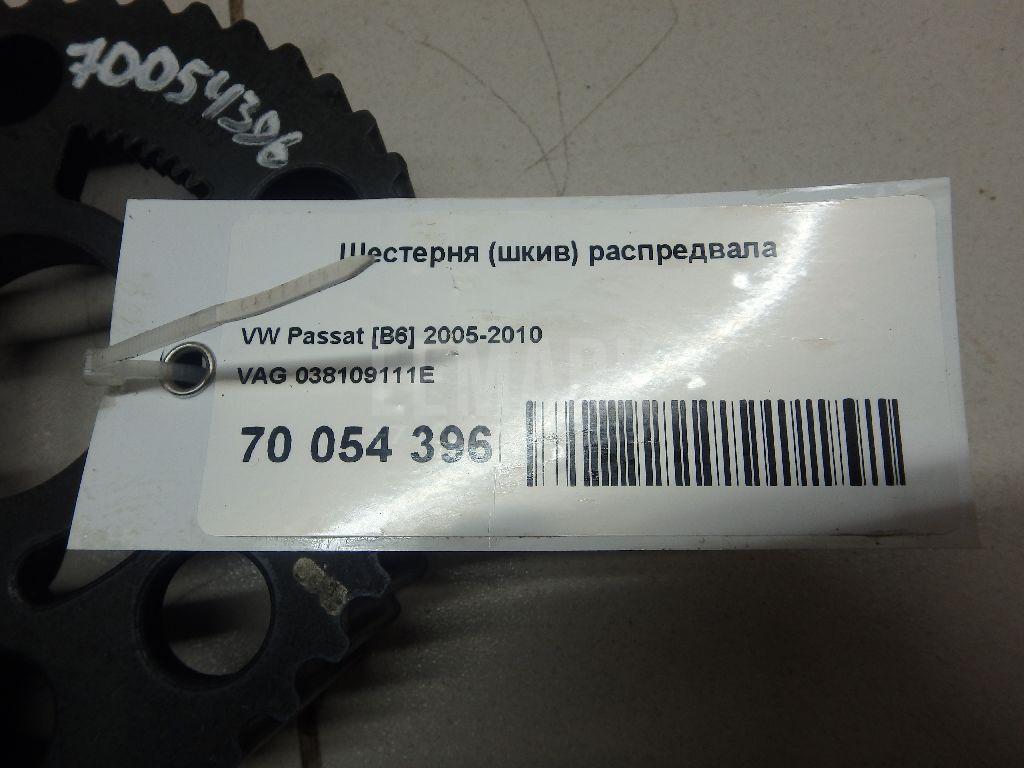 70054396
Шестерня (шкив) распредвала
VW Passat [B6] 2005-2010
VAG 038109111E
70 054 396